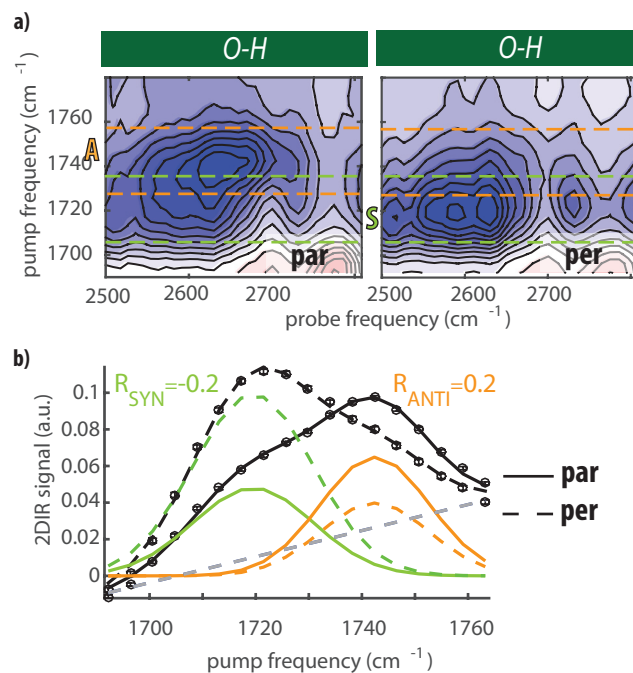 a)
O-H
O-H
pump frequency (cm⁻¹)
1760
1740
1720
1700
A
S
par
per
2500
2600
2700
2500
2600
2700
probe frequency (cm⁻¹)
b)
R_SYN=-0.2
R_ANTI=0.2
2DIR signal (a.u.)
0.1
0.08
0.06
0.04
0.02
0
par
per
1700
1720
1740
1760
pump frequency (cm⁻¹)